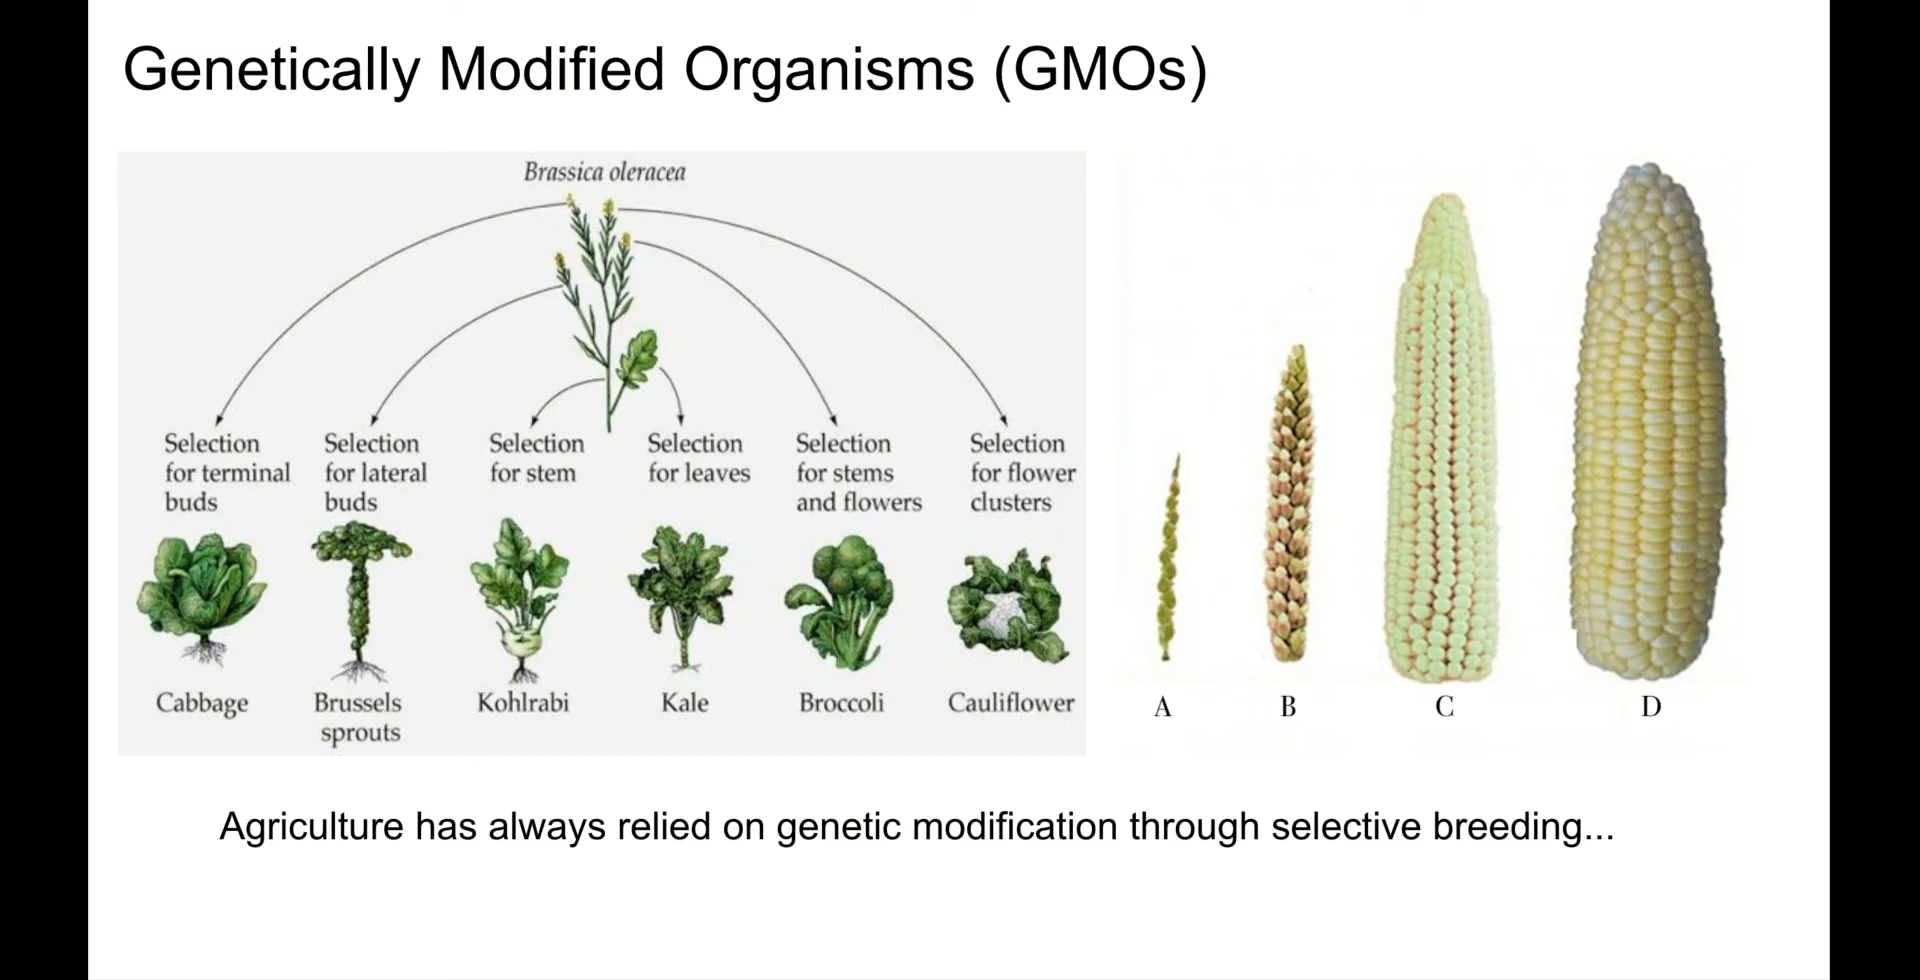 Genetically Modified Organisms (GMOs)
Brassica oleracea
Selection
for terminal
buds
Selection
for lateral
buds
Selection
for stem
Selection
for leaves
Selection
for stems
and flowers
Selection
for flower
clusters
Cabbage
Brussels
sprouts
Kohlrabi
Kale
Broccoli
Cauliflower
A
B
C
D
Agriculture has always relied on genetic modification through selective breeding...